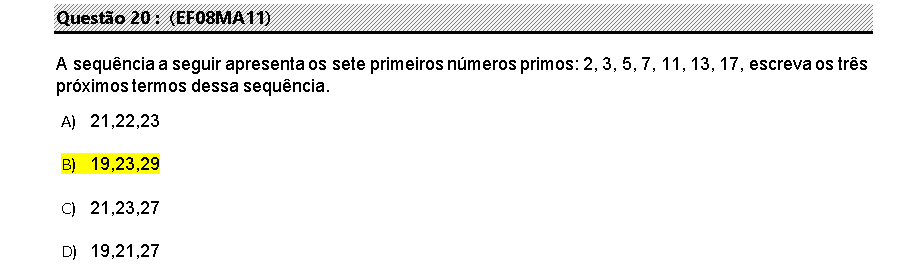 Questão 20 : (EF08MA11)
A sequência a seguir apresenta os sete primeiros números primos: 2, 3, 5, 7, 11, 13, 17, escreva os três
próximos termos dessa sequência.
A) 21,22,23
B) 19,23,29
C) 21,23,27
D) 19,21,27